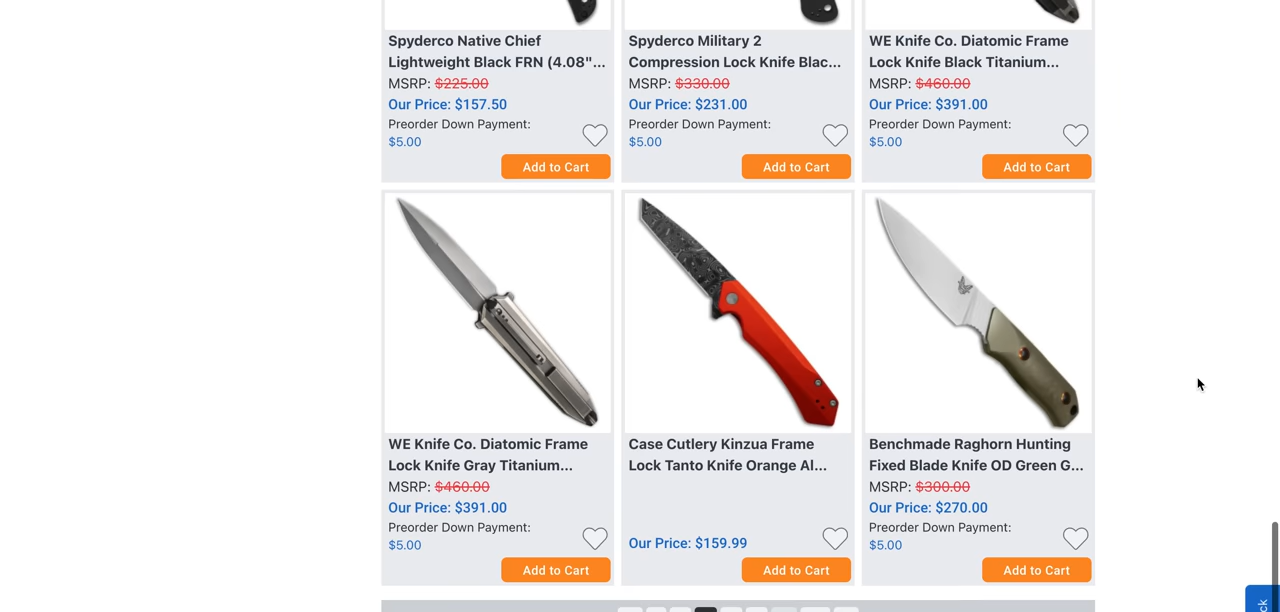 Spyderco Native Chief
Lightweight Black FRN (4.08"...
MSRP: $225.00
Our Price: $157.50
Preorder Down Payment:
$5.00
Add to Cart
Spyderco Military 2
Compression Lock Knife Blac...
MSRP: $330.00
Our Price: $231.00
Preorder Down Payment:
$5.00
Add to Cart
WE Knife Co. Diatomic Frame
Lock Knife Black Titanium...
MSRP: $460.00
Our Price: $391.00
Preorder Down Payment:
$5.00
Add to Cart
WE Knife Co. Diatomic Frame
Lock Knife Gray Titanium...
MSRP: $460.00
Our Price: $391.00
Preorder Down Payment:
$5.00
Add to Cart
Case Cutlery Kinzua Frame
Lock Tanto Knife Orange Al...
Our Price: $159.99
Add to Cart
Benchmade Raghorn Hunting
Fixed Blade Knife OD Green G...
MSRP: $300.00
Our Price: $270.00
Preorder Down Payment:
$5.00
Add to Cart